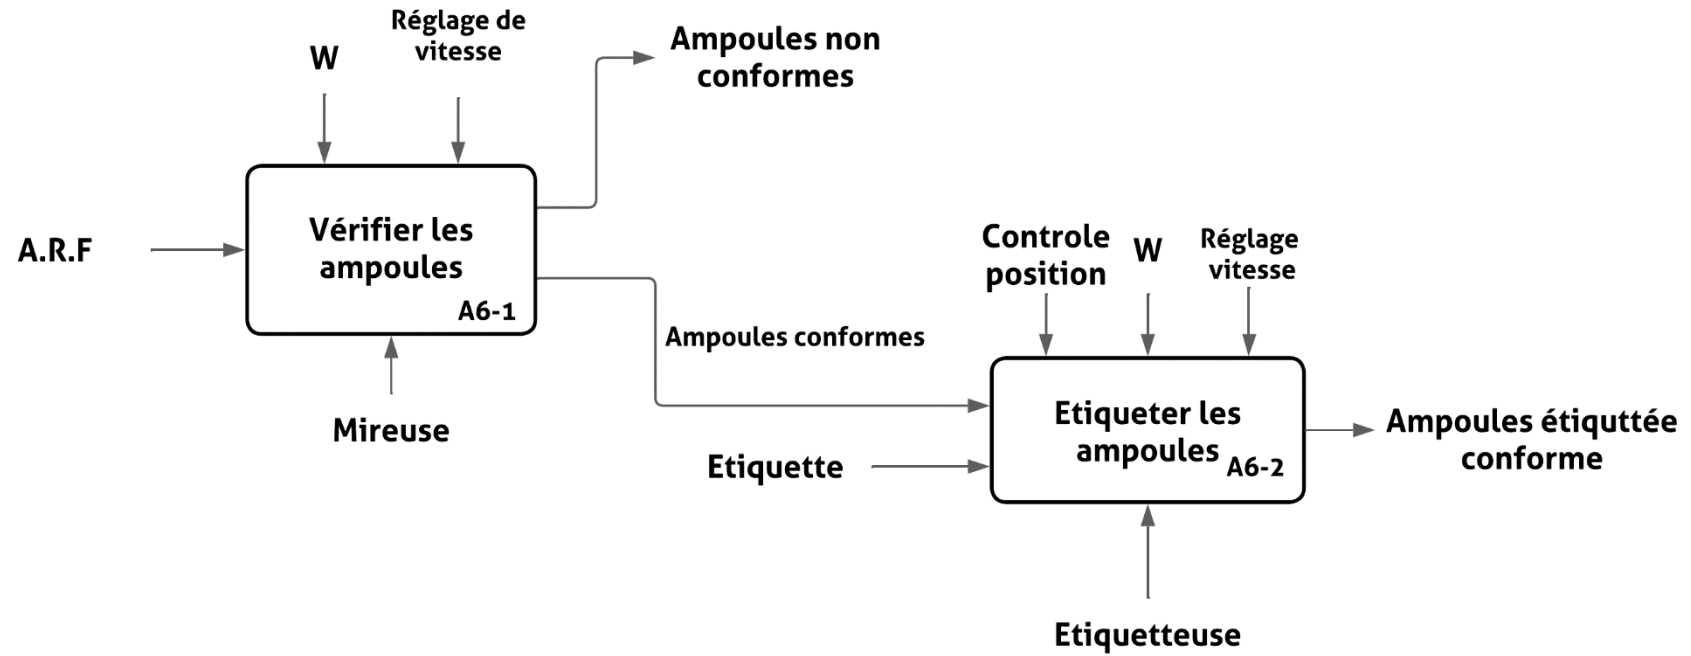 Réglage de
vitesse
W
Ampoules non
conformes
A.R.F
Vérifier les
ampoules
A6-1
Mireuse
Ampoules conformes
Controle
position
W
Réglage
vitesse
Etiquette
Etiqueter les
ampoules
A6-2
Ampoules étiquttée
conforme
Etiquetteuse